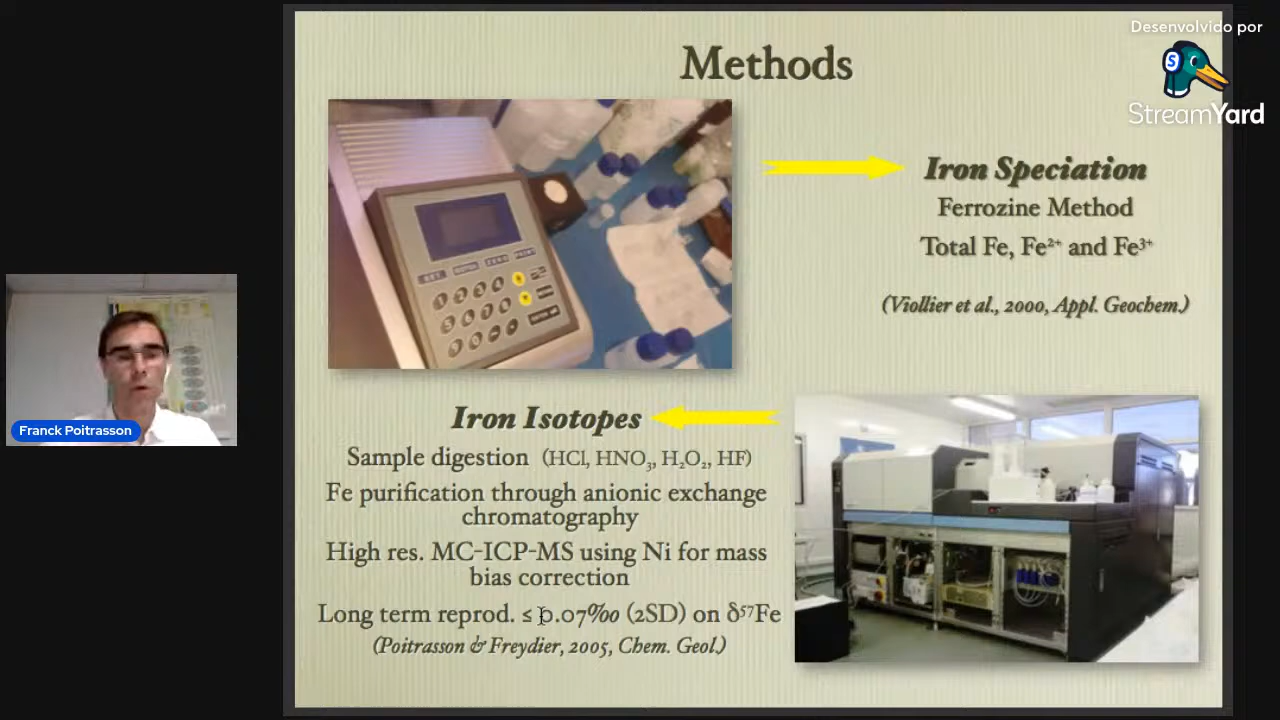 Desenvolvido por
StreamYard
Methods
Iron Speciation
Ferrozine Method
Total Fe, Fe²⁺ and Fe³⁺
(Viollier et al., 2000, Appl. Geochem.)
Iron Isotopes
Sample digestion (HCl, HNO₃, H₂O₂, HF)
Fe purification through anionic exchange
chromatography
High res. MC-ICP-MS using Ni for mass
bias correction
Long term reprod. ≤ 0.07‰ (2SD) on δ⁵⁷Fe
(Poitrasson & Freydier, 2005, Chem. Geol.)
Franck Poitrasson